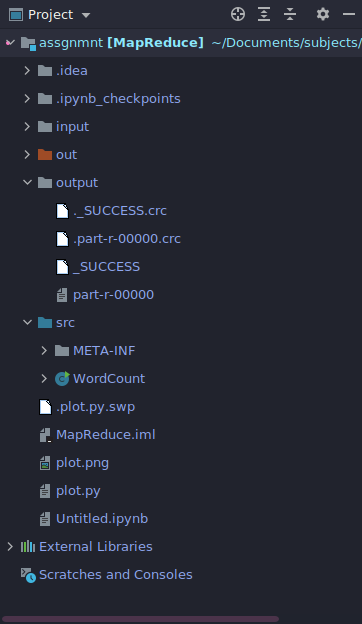 Project
assgnmnt [MapReduce] ~/Documents/subjects/
.idea
.ipynb_checkpoints
input
out
output
._SUCCESS.crc
.part-r-00000.crc
_SUCCESS
part-r-00000
src
META-INF
WordCount
.plot.py.swp
MapReduce.iml
plot.png
plot.py
Untitled.ipynb
External Libraries
Scratches and Consoles